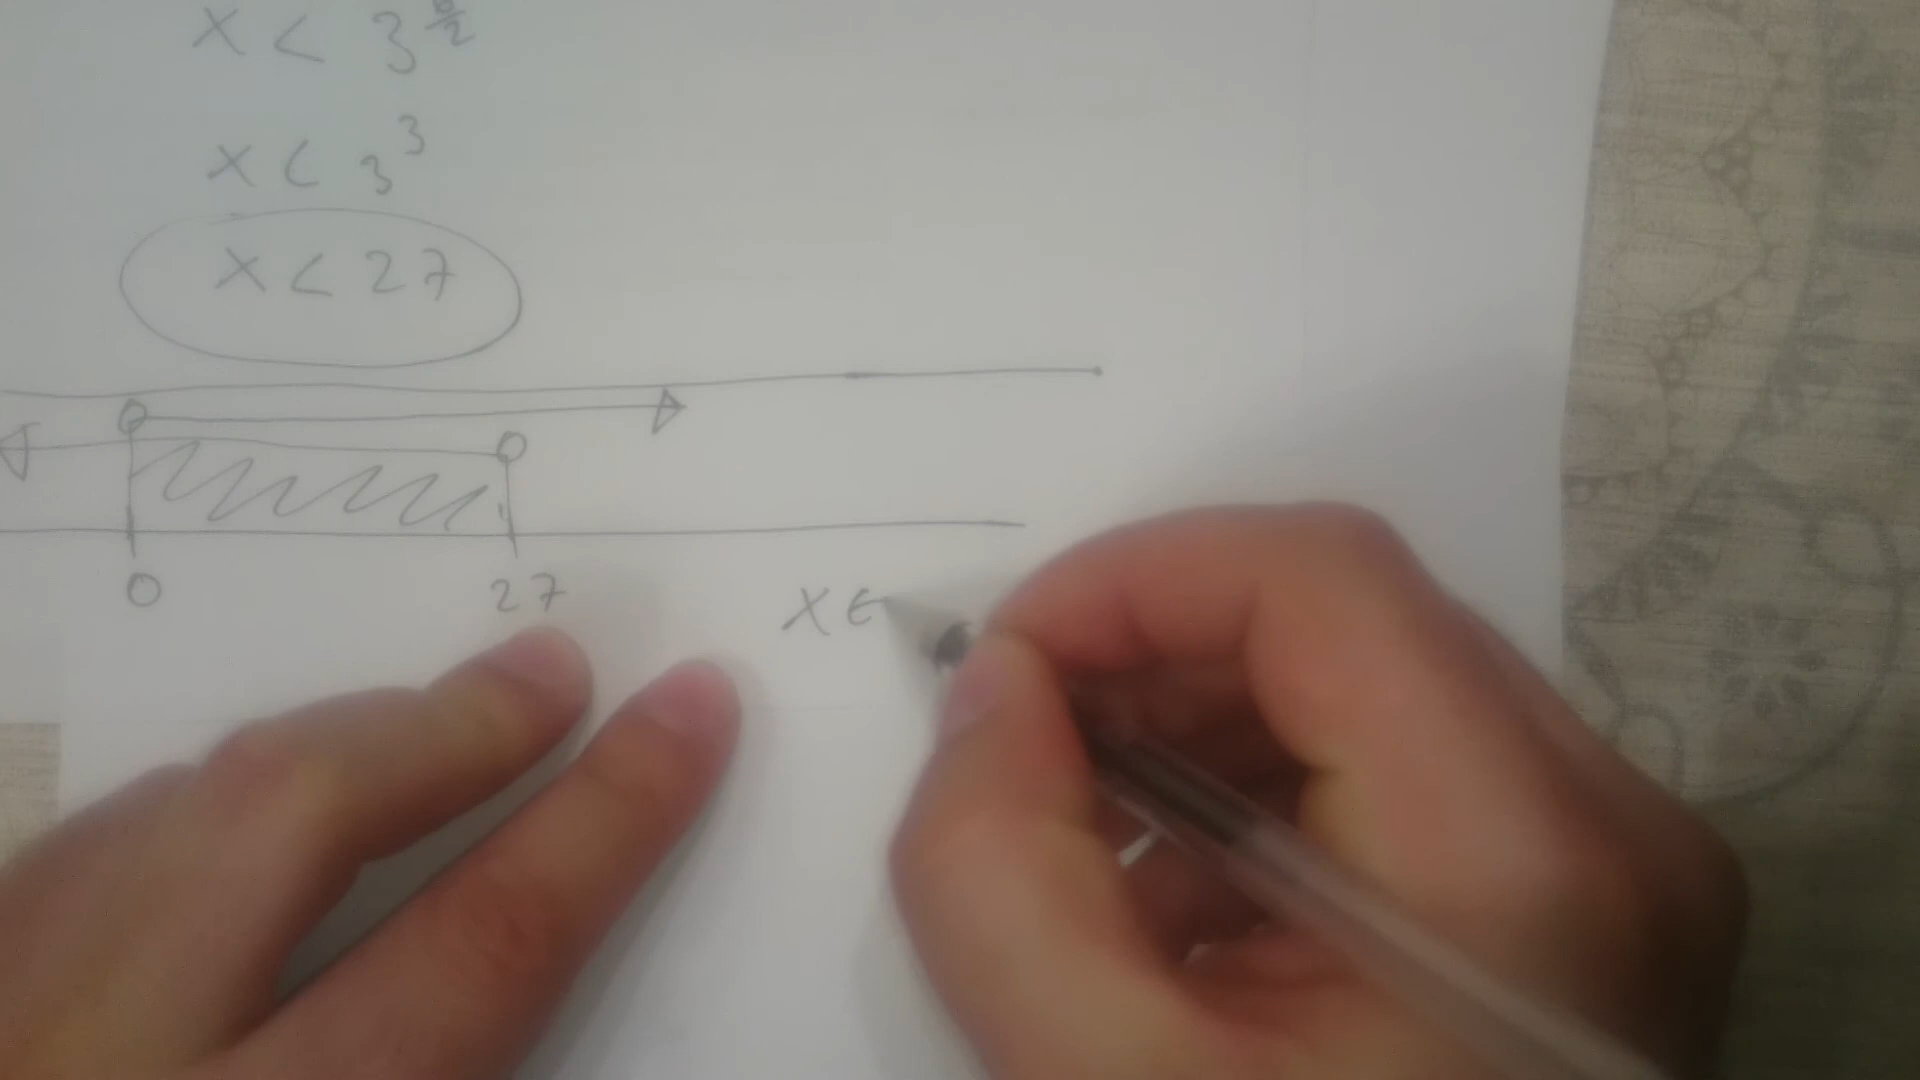 x < 3^(6/2)
x < 3^3
x < 27
0 27
x ∈